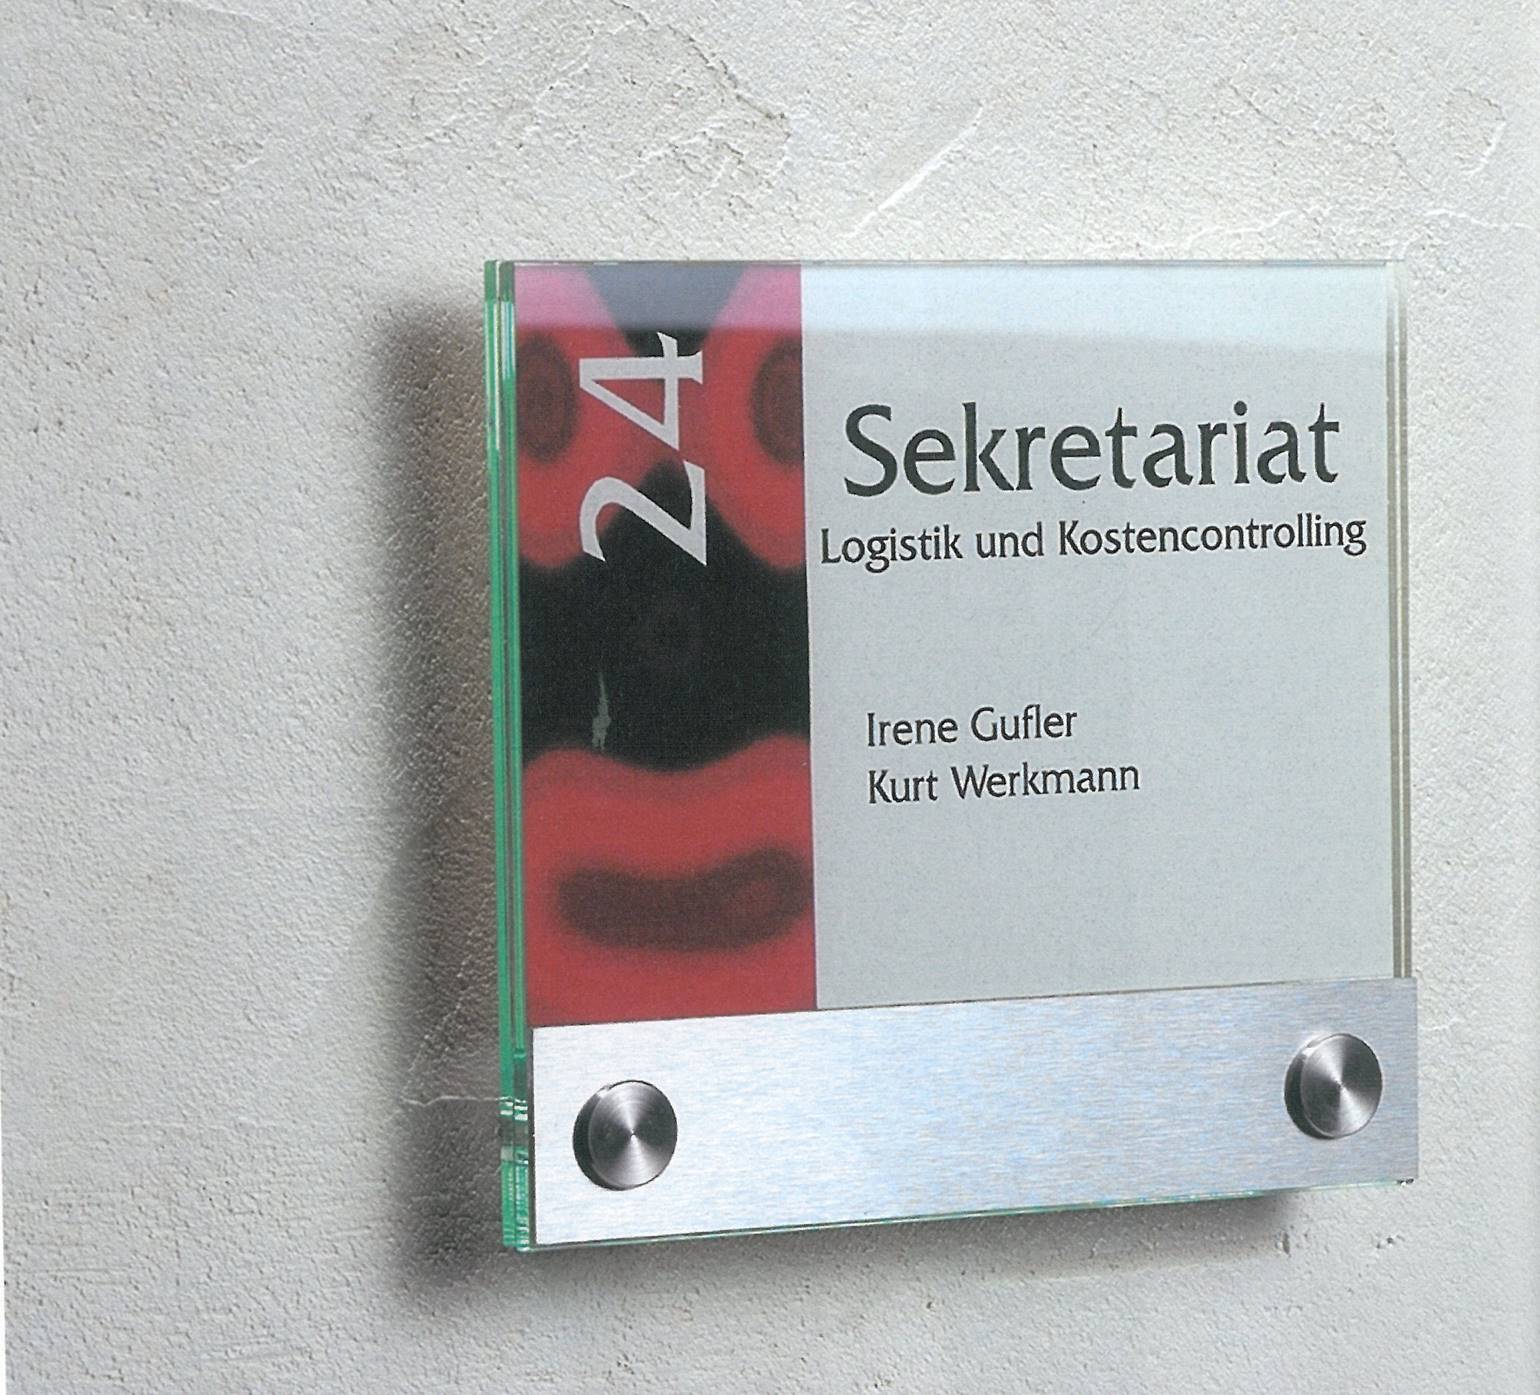 24
Sekretariat
Logistik und Kostencontrolling
Irene Gufler
Kurt Werkmann